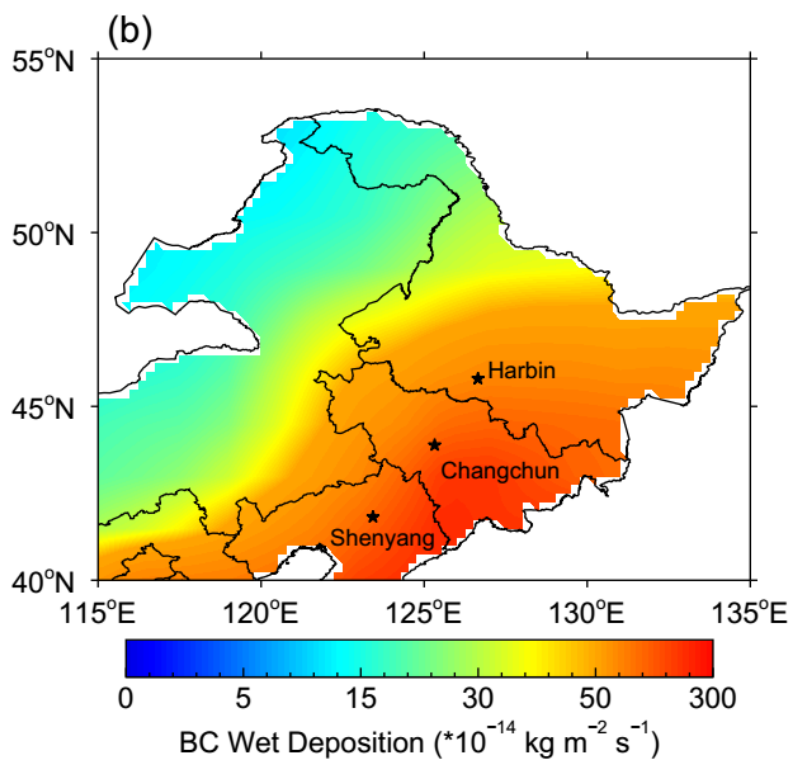 (b)
55°N
50°N
45°N
40°N
Harbin
Changchun
Shenyang
115°E 120°E 125°E 130°E 135°E
0 5 15 30 50 300
BC Wet Deposition (*10⁻¹⁴ kg m⁻² s⁻¹)